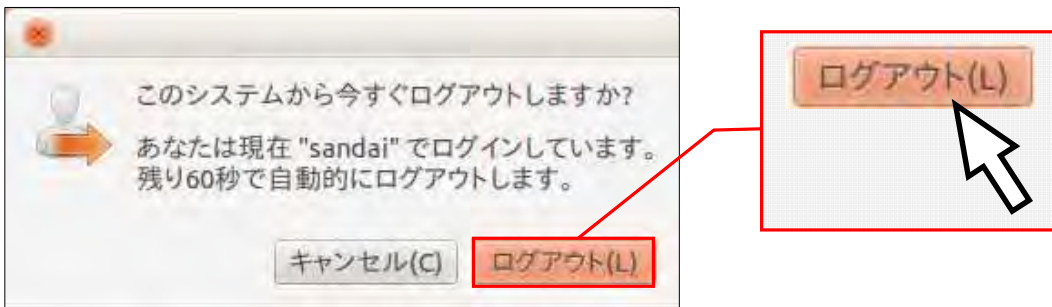 このシステムから今すぐログアウトしますか?
あなたは現在 "sandai" でログインしています。
残り60秒で自動的にログアウトします。
キャンセル(C)
ログアウト(L)
ログアウト(L)